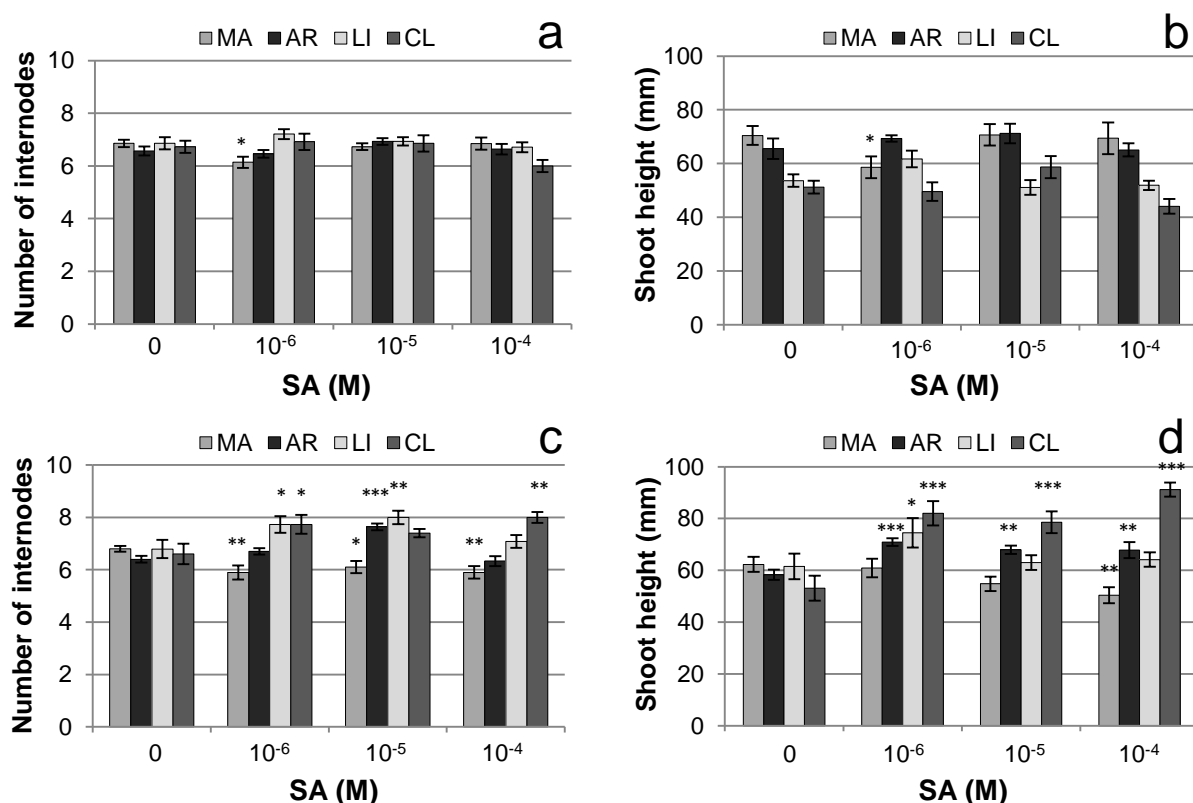 MA AR LI CL
a
Number of internodes
10
8
6
4
2
0
*
0 10⁻⁶ 10⁻⁵ 10⁻⁴
SA (M)
MA AR LI CL
b
Shoot height (mm)
100
80
60
40
20
0
*
0 10⁻⁶ 10⁻⁵ 10⁻⁴
SA (M)
MA AR LI CL
c
Number of internodes
10
8
6
4
2
0
** * * * *** ** ** **
0 10⁻⁶ 10⁻⁵ 10⁻⁴
SA (M)
MA AR LI CL
d
Shoot height (mm)
100
80
60
40
20
0
*** * *** ** *** ** ** ***
0 10⁻⁶ 10⁻⁵ 10⁻⁴
SA (M)